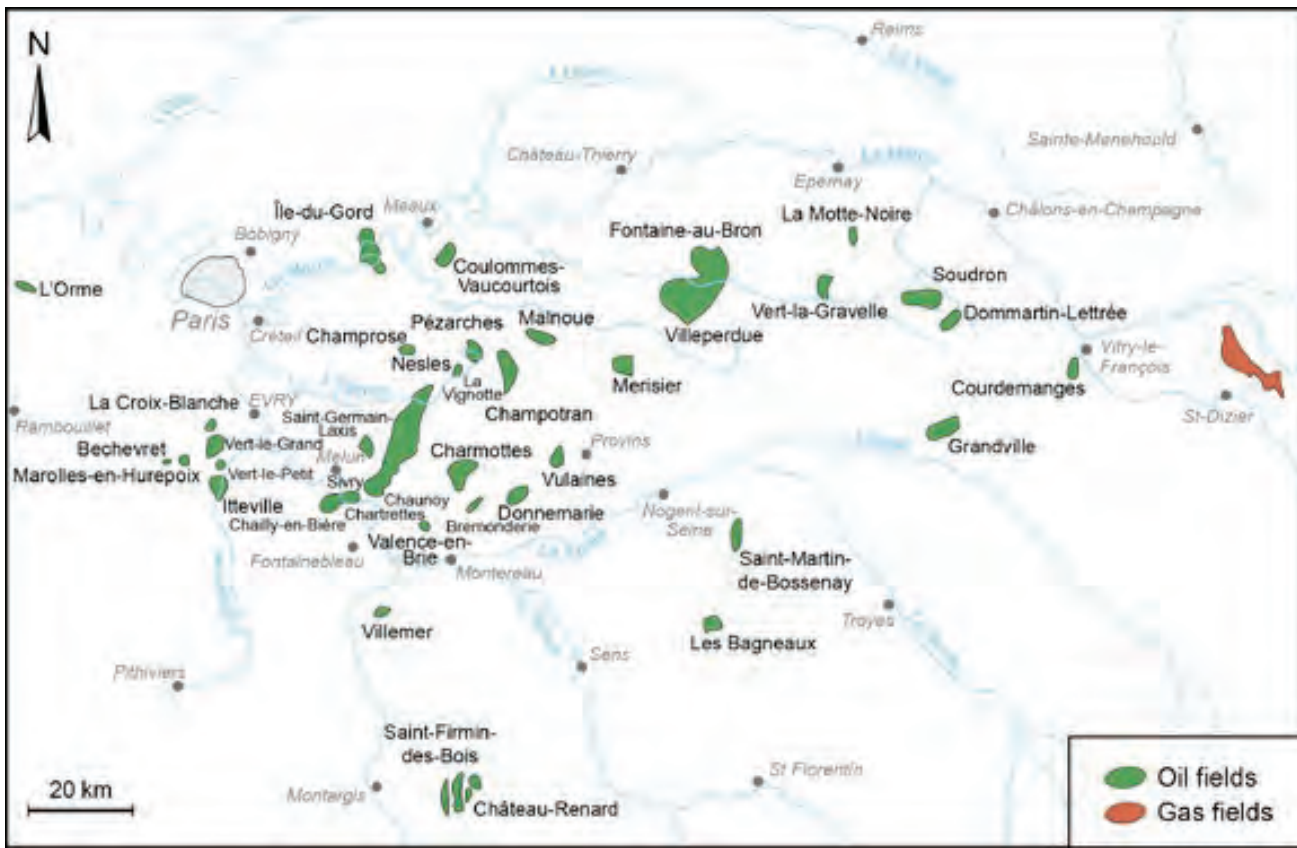 N
Reims
Sainte-Menehould
Château-Thierry
La Marne
Epernay
Châlons-en-Champagne
Île-du-Gord
Meaux
La Motte-Noire
Bobigny
Fontaine-au-Bron
Coulommes-
Vaucourtois
Soudron
L'Orme
Paris
Vert-la-Gravelle
Dommartin-Lettrée
Créteil
Champrose
Pézarches
Malnoue
Villeperdue
Nesles
La
Vignotte
Merisier
Vitry-le-
François
Courdemanges
St-Dizier
La Croix-Blanche
EVRY
Saint-Germain-
Laxis
Champotran
Rambouillet
Bechevret
Vert-le-Grand
Melun
Charmottes
Provins
Grandville
Marolles-en-Hurepoix
Vert-le-Petit
Sivry
Vulaines
Itteville
Chaunoy
Chartrettes
Donnemarie
Chailly-en-Bière
Bremonderie
Nogent-sur-
Seine
Fontainebleau
Valence-en-
Brie
Montereau
Saint-Martin-
de-Bossenay
Villemer
Troyes
Les Bagneaux
Sens
Pithiviers
Saint-Firmin-
des-Bois
St Florentin
Montargis
Château-Renard
20 km
Oil fields
Gas fields